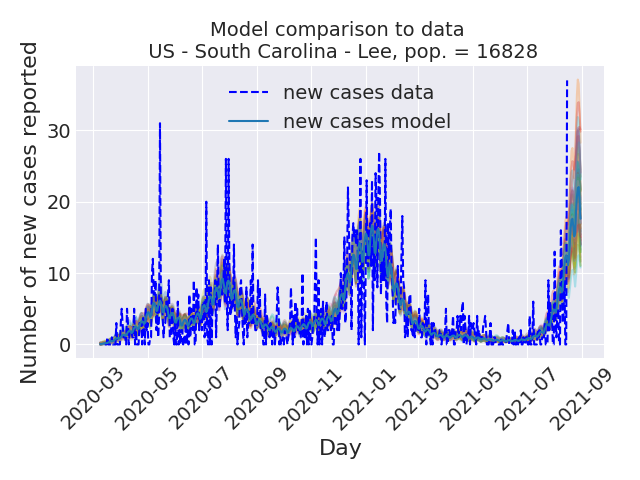 Model comparison to data
US - South Carolina - Lee, pop. = 16828
new cases data
new cases model
Number of new cases reported
30
20
10
0
2020-03
2020-05
2020-07
2020-09
2020-11
2021-01
2021-03
2021-05
2021-07
2021-09
Day